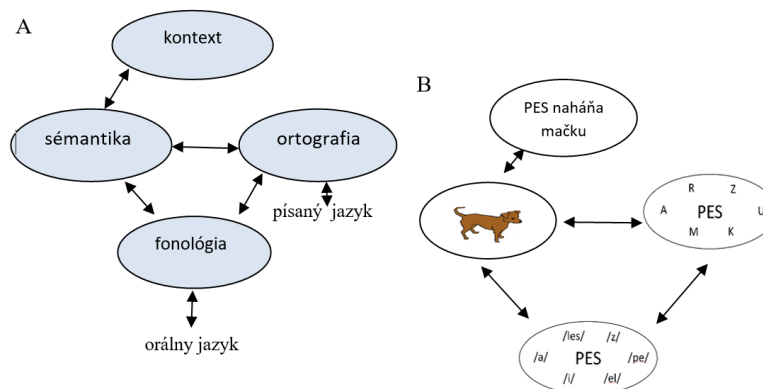 A
kontext
sémantika
ortografia
písaný jazyk
fonológia
orálny jazyk
B
PES naháňa
mačku
R Z
A PES U
M K
/les/ /z/
/a/ PES /pe/
/i/ /el/